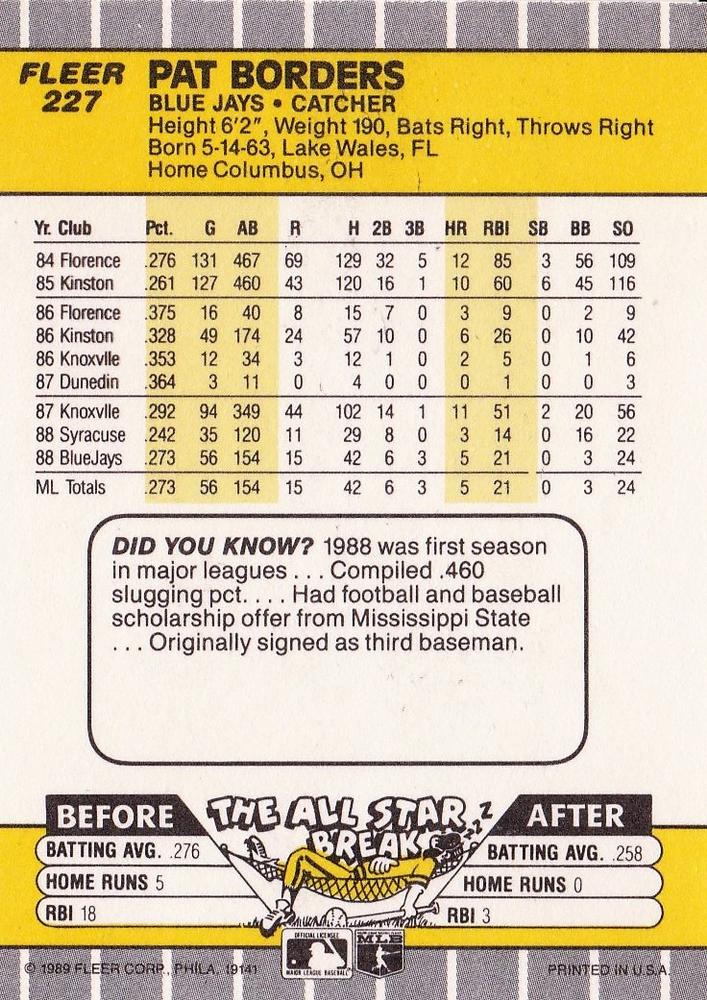 FLEER
227
PAT BORDERS
BLUE JAYS • CATCHER
Height 6'2", Weight 190, Bats Right, Throws Right
Born 5-14-63, Lake Wales, FL
Home Columbus, OH
Yr. Club Pct. G AB R H 2B 3B HR RBI SB BB SO
84 Florence .276 131 467 69 129 32 5 12 85 3 56 109
85 Kinston .261 127 460 43 120 16 1 10 60 6 45 116
86 Florence .375 16 40 8 15 7 0 3 9 0 2 9
86 Kinston .328 49 174 24 57 10 0 6 26 0 10 42
86 Knoxvlle .353 12 34 3 12 1 0 2 5 0 1 6
87 Dunedin .364 3 11 0 4 0 0 0 1 0 0 3
87 Knoxvlle .292 94 349 44 102 14 1 11 51 2 20 56
88 Syracuse .242 35 120 11 29 8 0 3 14 0 16 22
88 BlueJays .273 56 154 15 42 6 3 5 21 0 3 24
ML Totals .273 56 154 15 42 6 3 5 21 0 3 24
DID YOU KNOW? 1988 was first season
in major leagues . . . Compiled .460
slugging pct. . . . Had football and baseball
scholarship offer from Mississippi State
. . . Originally signed as third baseman.
BEFORE
THE ALL STAR
BREAK
ZZZ
AFTER
BATTING AVG. .276
BATTING AVG. .258
HOME RUNS 5
HOME RUNS 0
RBI 18
RBI 3
OFFICIAL LICENSEE
MAJOR LEAGUE BASEBALL
MLB
© 1989 FLEER CORP., PHILA. 19141
PRINTED IN U.S.A.